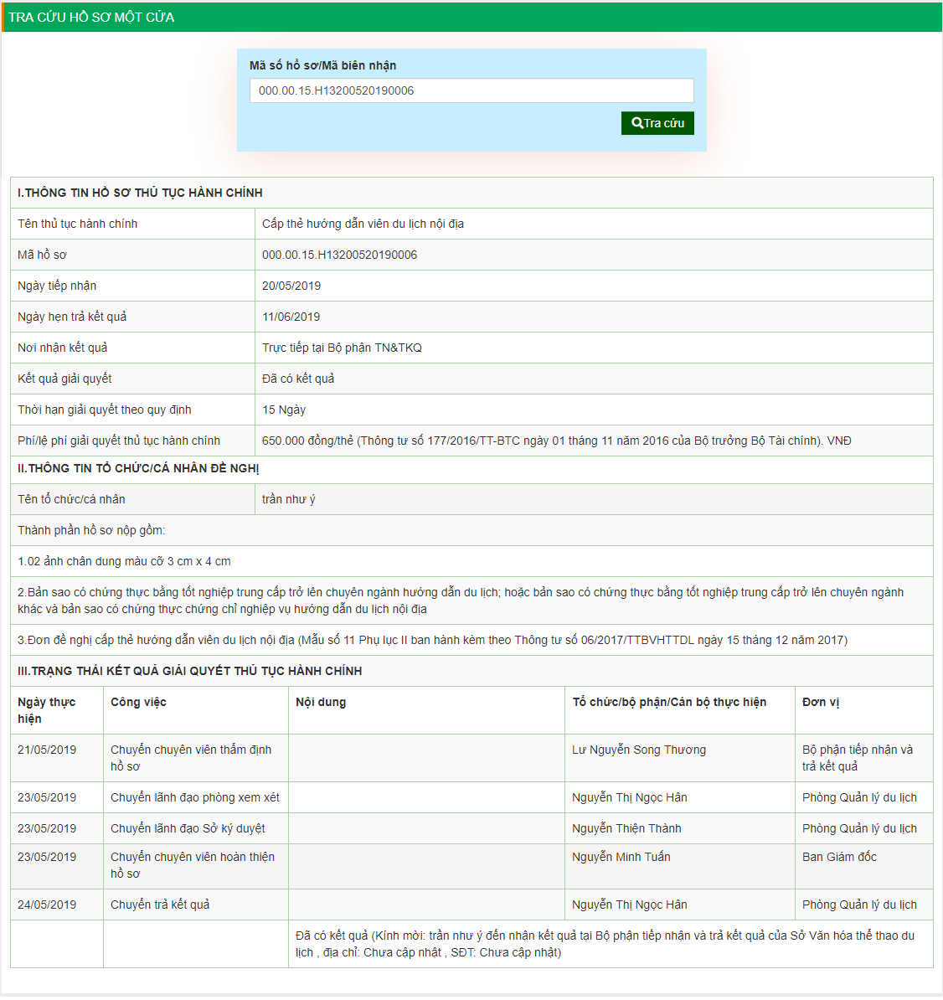 TRA CỨU HỒ SƠ MỘT CỬA
Mã số hồ sơ/Mã biên nhận
000.00.15.H13200520190006
Tra cứu
I.THÔNG TIN HỒ SƠ THỦ TỤC HÀNH CHÍNH
Tên thủ tục hành chính Cấp thẻ hướng dẫn viên du lịch nội địa
Mã hồ sơ 000.00.15.H13200520190006
Ngày tiếp nhận 20/05/2019
Ngày hẹn trả kết quả 11/06/2019
Nơi nhận kết quả Trực tiếp tại Bộ phận TN&TKQ
Kết quả giải quyết Đã có kết quả
Thời hạn giải quyết theo quy định 15 Ngày
Phí/lệ phí giải quyết thủ tục hành chính 650.000 đồng/thẻ (Thông tư số 177/2016/TT-BTC ngày 01 tháng 11 năm 2016 của Bộ trưởng Bộ Tài chính). VNĐ
II.THÔNG TIN TỔ CHỨC/CÁ NHÂN ĐỀ NGHỊ
Tên tổ chức/cá nhân trần như ý
Thành phần hồ sơ nộp gồm:
1.02 ảnh chân dung màu cỡ 3 cm x 4 cm
2.Bản sao có chứng thực bằng tốt nghiệp trung cấp trở lên chuyên ngành hướng dẫn du lịch; hoặc bản sao có chứng thực bằng tốt nghiệp trung cấp trở lên chuyên ngành
khác và bản sao có chứng thực chứng chỉ nghiệp vụ hướng dẫn du lịch nội địa
3.Đơn đề nghị cấp thẻ hướng dẫn viên du lịch nội địa (Mẫu số 11 Phụ lục II ban hành kèm theo Thông tư số 06/2017/TTBVHTTDL ngày 15 tháng 12 năm 2017)
III.TRẠNG THÁI KẾT QUẢ GIẢI QUYẾT THỦ TỤC HÀNH CHÍNH
Ngày thực Công việc Nội dung Tổ chức/bộ phận/Cán bộ thực hiện Đơn vị
hiện
21/05/2019 Chuyển chuyên viên thẩm định Lư Nguyễn Song Thương Bộ phận tiếp nhận và
hồ sơ trả kết quả
23/05/2019 Chuyển lãnh đạo phòng xem xét Nguyễn Thị Ngọc Hân Phòng Quản lý du lịch
23/05/2019 Chuyển lãnh đạo Sở ký duyệt Nguyễn Thiện Thành Phòng Quản lý du lịch
23/05/2019 Chuyển chuyên viên hoàn thiện Nguyễn Minh Tuấn Ban Giám đốc
hồ sơ
24/05/2019 Chuyển trả kết quả Nguyễn Thị Ngọc Hân Phòng Quản lý du lịch
Đã có kết quả (Kính mời: trần như ý đến nhận kết quả tại Bộ phận tiếp nhận và trả kết quả của Sở Văn hóa thể thao du
lịch , địa chỉ: Chưa cập nhật , SĐT: Chưa cập nhật)